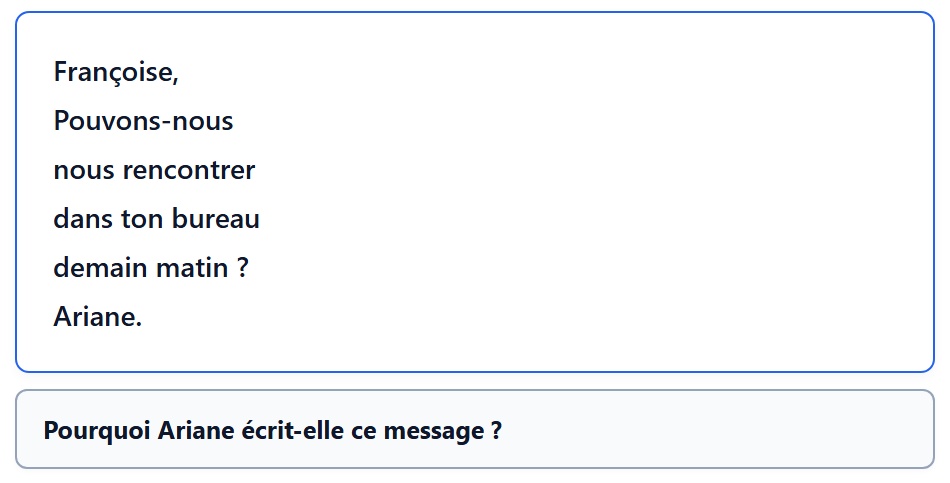 Françoise,
Pouvons-nous
nous rencontrer
dans ton bureau
demain matin ?
Ariane.
Pourquoi Ariane écrit-elle ce message ?